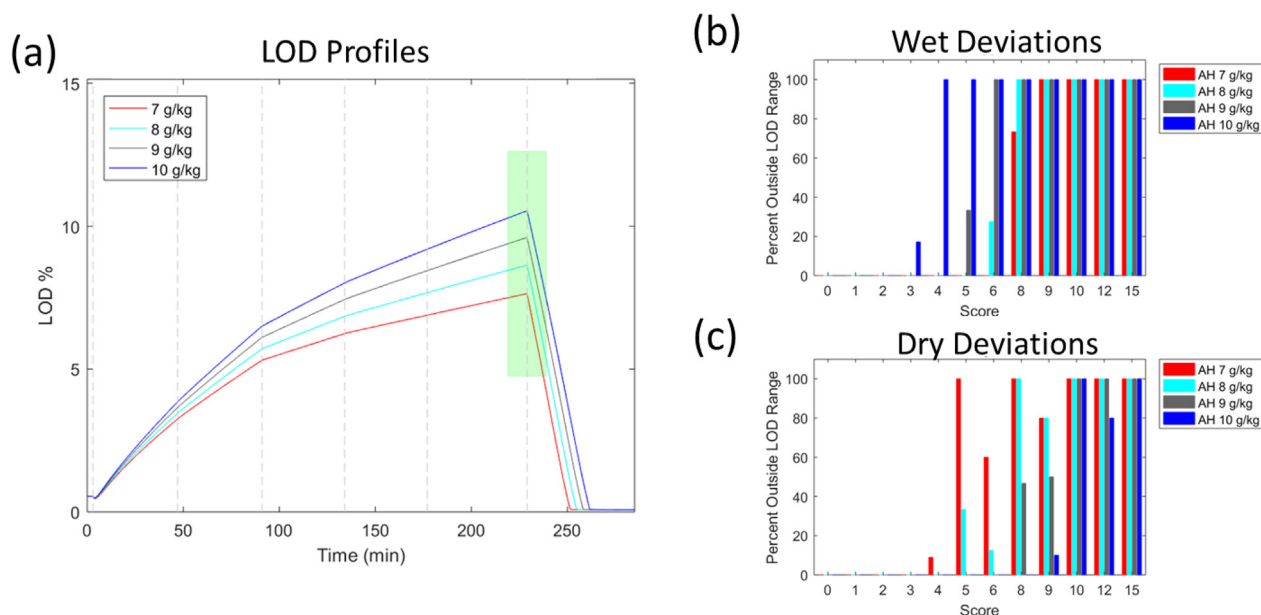 (a)
LOD Profiles
15
10
5
0
LOD %
7 g/kg
8 g/kg
9 g/kg
10 g/kg
0 50 100 150 200 250
Time (min)
(b)
Wet Deviations
100
80
60
40
20
0
Percent Outside LOD Range
0 1 2 3 4 5 6 8 9 10 12 15
Score
AH 7 g/kg
AH 8 g/kg
AH 9 g/kg
AH 10 g/kg
(c)
Dry Deviations
100
80
60
40
20
0
Percent Outside LOD Range
0 1 2 3 4 5 6 8 9 10 12 15
Score
AH 7 g/kg
AH 8 g/kg
AH 9 g/kg
AH 10 g/kg